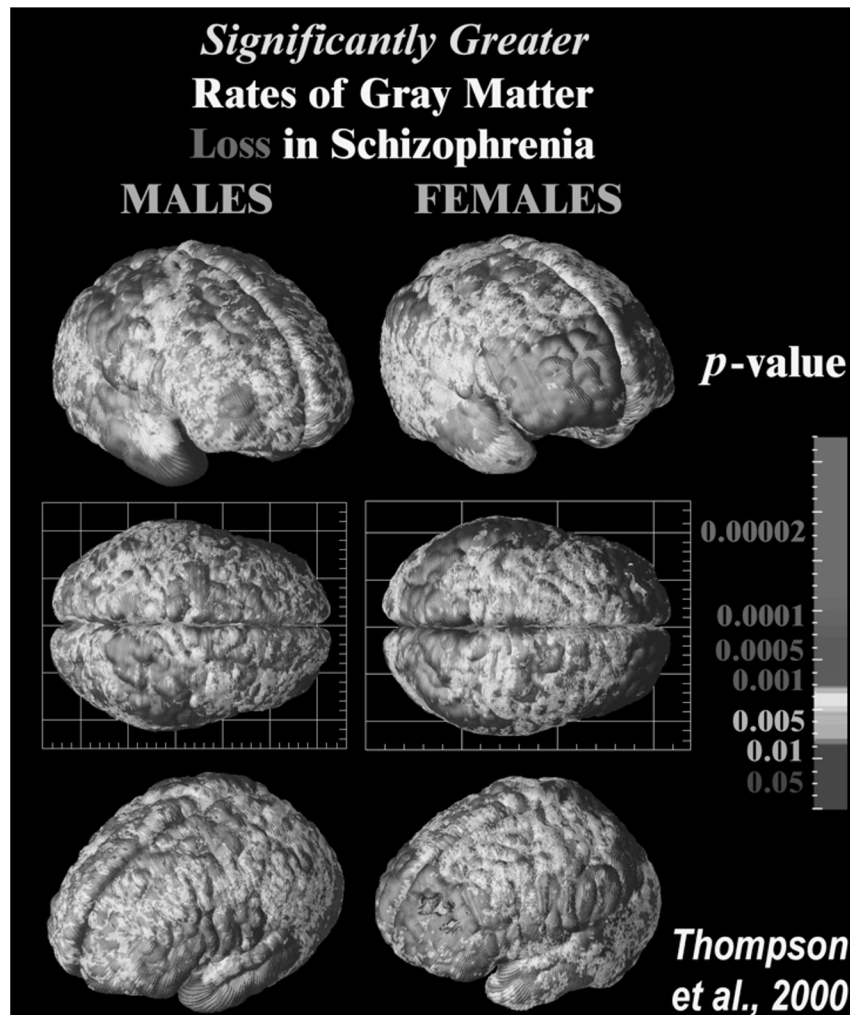 Significantly Greater
Rates of Gray Matter
Loss in Schizophrenia
MALES FEMALES
p-value
0.00002
0.0001
0.0005
0.001
0.005
0.01
0.05
Thompson
et al., 2000